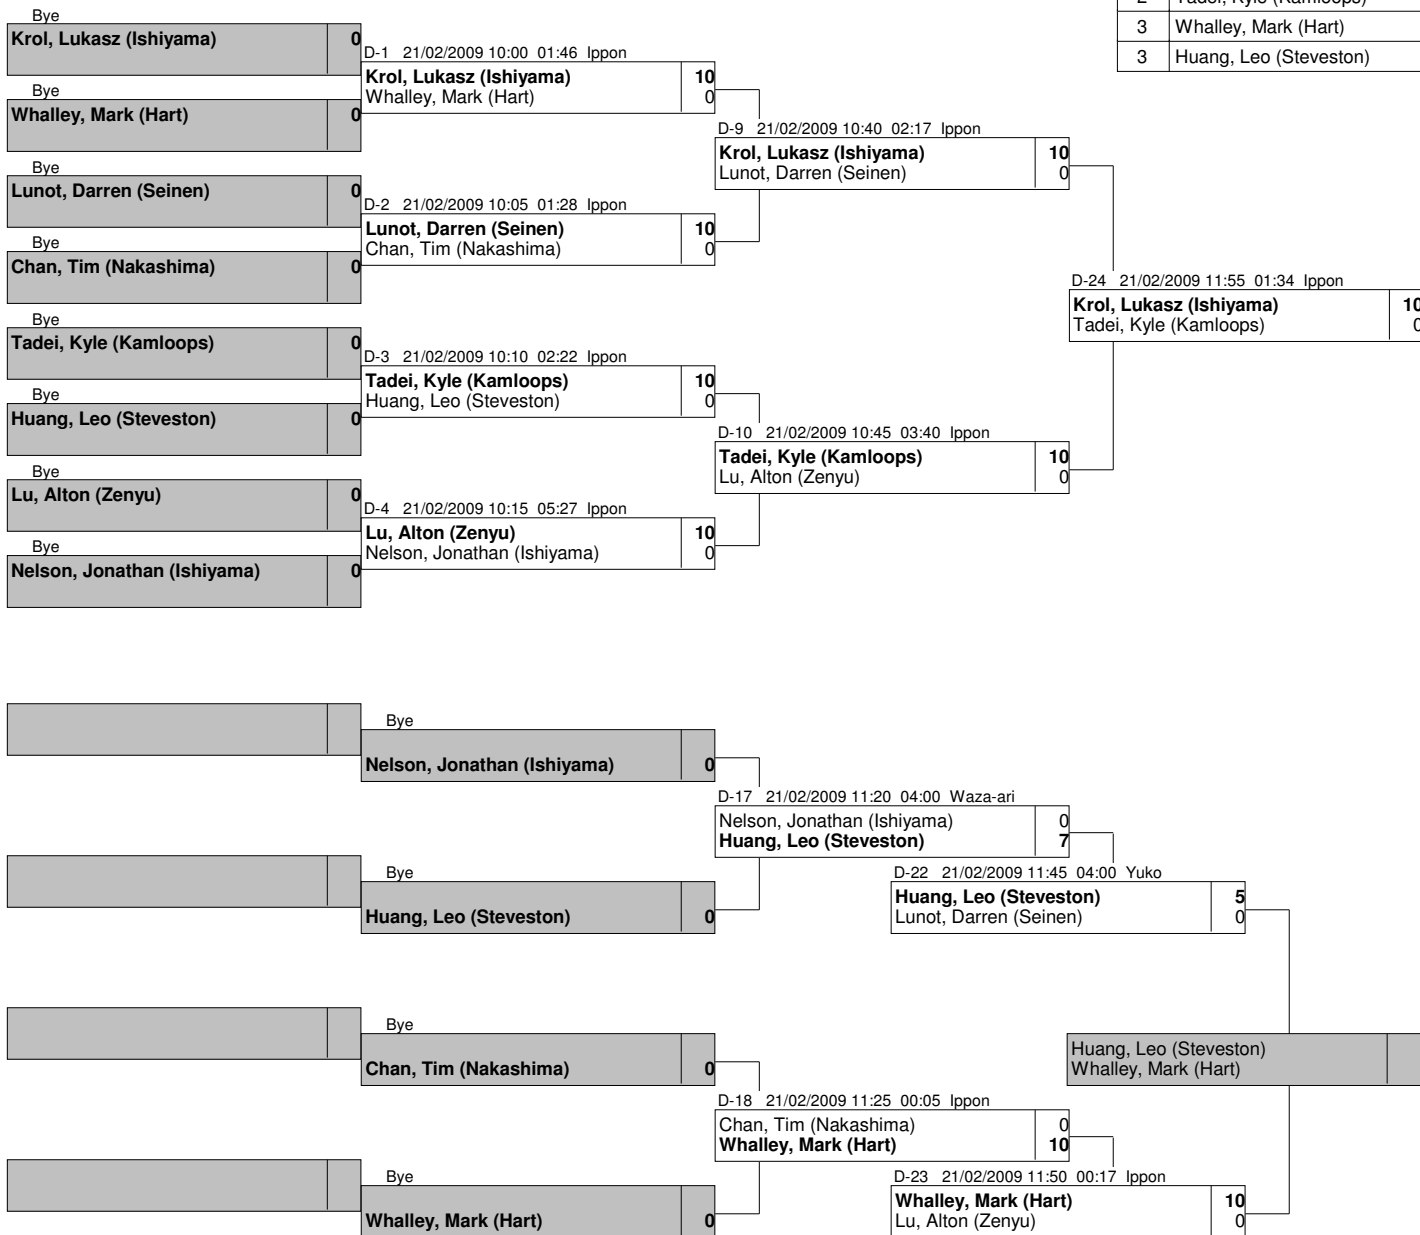 2 Tadei, Kyle (Kamloops)
3 Whalley, Mark (Hart)
3 Huang, Leo (Steveston)
Bye
Krol, Lukasz (Ishiyama) 0
Bye
Whalley, Mark (Hart) 0
Bye
Lunot, Darren (Seinen) 0
Bye
Chan, Tim (Nakashima) 0
Bye
Tadei, Kyle (Kamloops) 0
Bye
Huang, Leo (Steveston) 0
Bye
Lu, Alton (Zenyu) 0
Bye
Nelson, Jonathan (Ishiyama) 0
D-1 21/02/2009 10:00 01:46 Ippon
Krol, Lukasz (Ishiyama) 10
Whalley, Mark (Hart) 0
D-2 21/02/2009 10:05 01:28 Ippon
Lunot, Darren (Seinen) 10
Chan, Tim (Nakashima) 0
D-3 21/02/2009 10:10 02:22 Ippon
Tadei, Kyle (Kamloops) 10
Huang, Leo (Steveston) 0
D-4 21/02/2009 10:15 05:27 Ippon
Lu, Alton (Zenyu) 10
Nelson, Jonathan (Ishiyama) 0
D-9 21/02/2009 10:40 02:17 Ippon
Krol, Lukasz (Ishiyama) 10
Lunot, Darren (Seinen) 0
D-10 21/02/2009 10:45 03:40 Ippon
Tadei, Kyle (Kamloops) 10
Lu, Alton (Zenyu) 0
D-24 21/02/2009 11:55 01:34 Ippon
Krol, Lukasz (Ishiyama) 10
Tadei, Kyle (Kamloops) 0
Bye
Nelson, Jonathan (Ishiyama) 0
Bye
Huang, Leo (Steveston) 0
Bye
Chan, Tim (Nakashima) 0
Bye
Whalley, Mark (Hart) 0
D-17 21/02/2009 11:20 04:00 Waza-ari
Nelson, Jonathan (Ishiyama) 0
Huang, Leo (Steveston) 7
D-18 21/02/2009 11:25 00:05 Ippon
Chan, Tim (Nakashima) 0
Whalley, Mark (Hart) 10
D-22 21/02/2009 11:45 04:00 Yuko
Huang, Leo (Steveston) 5
Lunot, Darren (Seinen) 0
D-23 21/02/2009 11:50 00:17 Ippon
Whalley, Mark (Hart) 10
Lu, Alton (Zenyu) 0
Huang, Leo (Steveston)
Whalley, Mark (Hart)